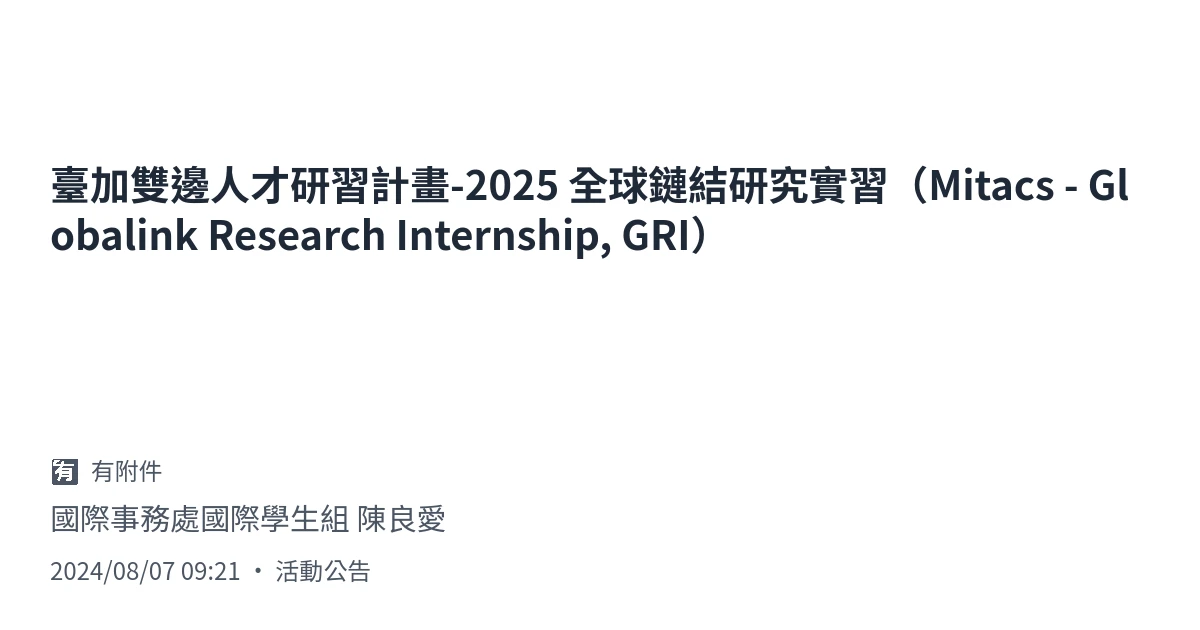 臺加雙邊人才研習計畫-2025 全球鏈結研究實習（Mitacs - Gl
obalink Research Internship, GRI）
有 有附件
國際事務處國際學生組 陳良愛
2024/08/07 09:21 ・ 活動公告